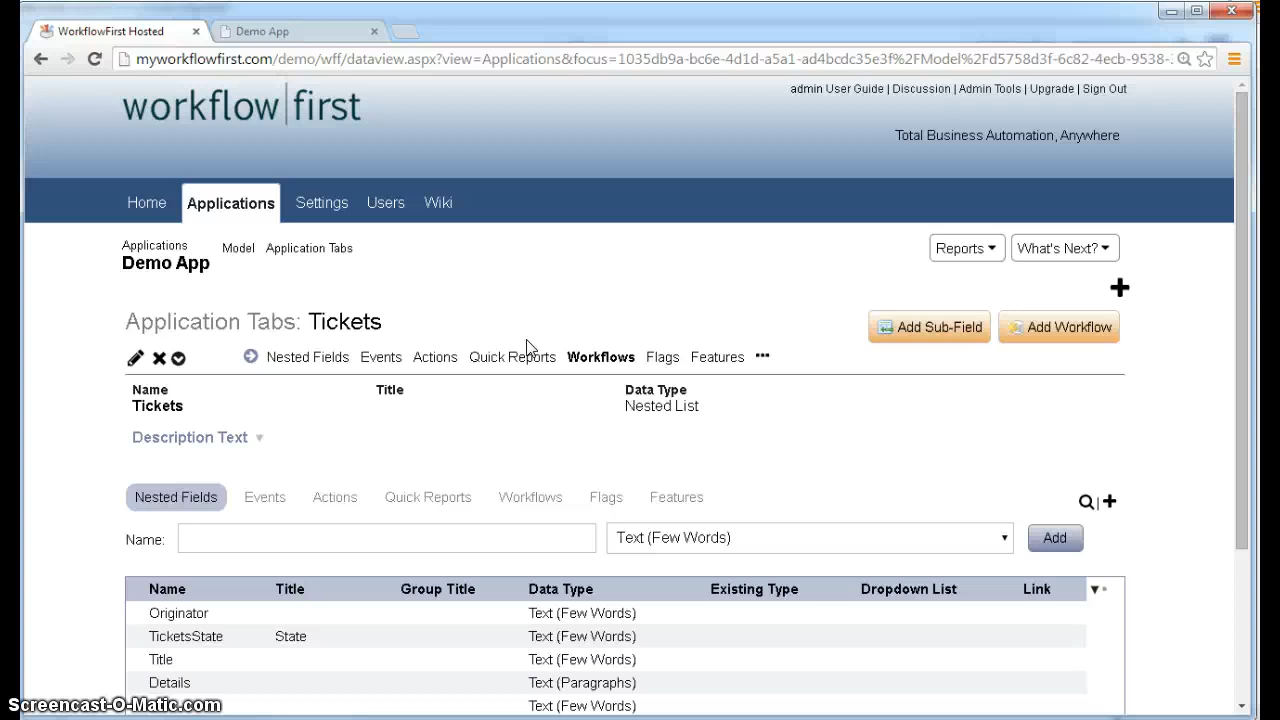 WorkflowFirst Hosted
Demo App
myworkflowfirst.com/demo/wff/dataview.aspx?view=Applications&focus=1035db9a-bc6e-4d1d-a5a1-ad4bcdc35e3f%2FModel%2Fd5758d3f-6c82-4ecb-9538-
workflow|first
admin User Guide | Discussion | Admin Tools | Upgrade | Sign Out
Total Business Automation, Anywhere
Home Applications Settings Users Wiki
Applications Model Application Tabs
Demo App
Reports What's Next?
Application Tabs: Tickets
Add Sub-Field Add Workflow
Nested Fields Events Actions Quick Reports Workflows Flags Features
Name Title Data Type
Tickets Nested List
Description Text
Nested Fields Events Actions Quick Reports Workflows Flags Features
Name: Text (Few Words) Add
Name Title Group Title Data Type Existing Type Dropdown List Link
Originator Text (Few Words)
TicketsState State Text (Few Words)
Title Text (Few Words)
Details Text (Paragraphs)
Text (Few Words)
Screencast-O-Matic.com